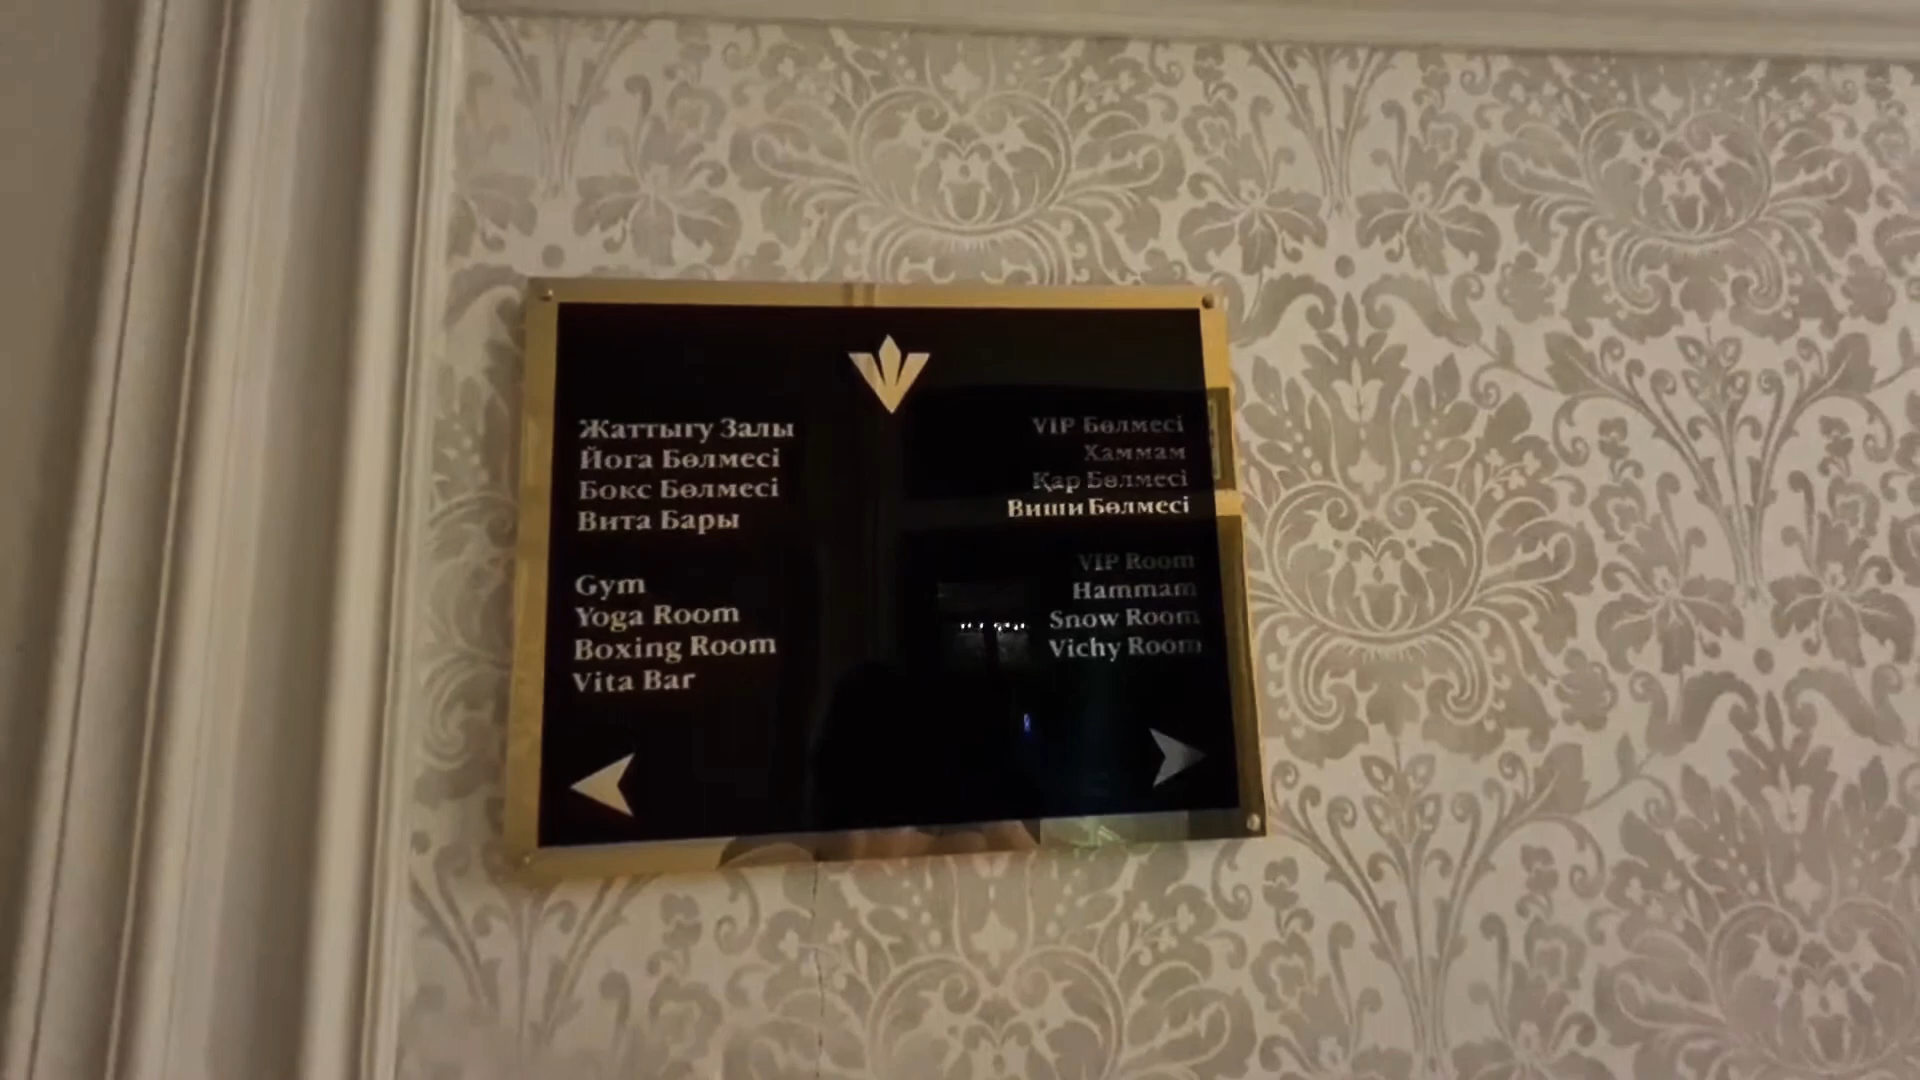 Жаттыгу Залы
Йога Бөлмесі
Бокс Бөлмесі
Вита Бары
Gym
Yoga Room
Boxing Room
Vita Bar
VIP Бөлмесі
Хаммам
Қар Бөлмесі
Виши Бөлмесі
VIP Room
Hammam
Snow Room
Vichy Room